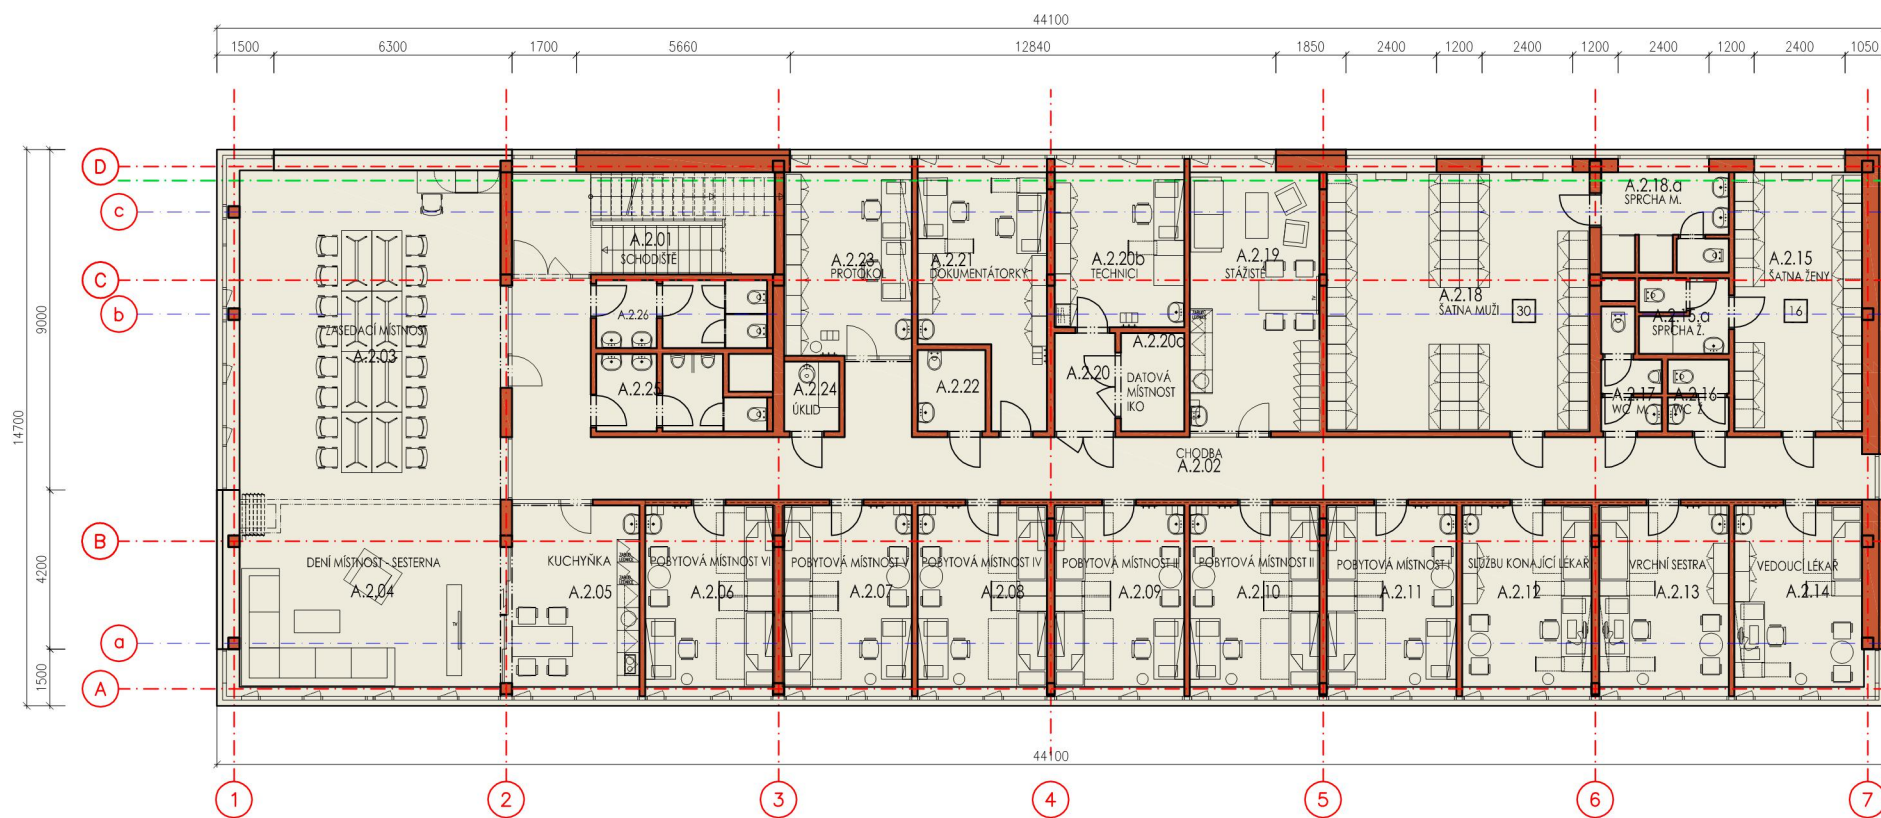 44100
1500 6300 1700 5660 12840 1850 2400 1200 2400 1200 2400 1200 2400 1050
D
c
C
b
B
a
A
9000
14700
4200
1500
A.2.01
SCHODIŠTĚ
A.2.23
PROTOKOL
A.2.21
DOKUMENTÁTORKY
A.2.20b
TECHNICI
A.2.19
STÁŽISTÉ
A.2.18
ŠATNA MUŽI
30
A.2.18.a
SPRCHA M.
A.2.15
ŠATNA ŽENY
16
A.2.15.a
SPRCHA Ž.
ZASEDACÍ MÍSTNOST
A.2.03
A.2.26
A.2.25
A.2.24
ÚKLID
A.2.22
A.2.20
A.2.20a
DATOVÁ
MÍSTNOST
IKO
A.2.17
WC M.
A.2.16
WC Ž.
CHODBA
A.2.02
DENÍ MÍSTNOST - SESTERNA
A.2.04
TV
KUCHYŇKA
A.2.05
POBYTOVÁ MÍSTNOST VI
A.2.06
POBYTOVÁ MÍSTNOST V
A.2.07
POBYTOVÁ MÍSTNOST IV
A.2.08
POBYTOVÁ MÍSTNOST II
A.2.09
POBYTOVÁ MÍSTNOST II
A.2.10
POBYTOVÁ MÍSTNOST I
A.2.11
SLUŽBU KONAJÍCÍ LÉKAŘ
A.2.12
VRCHNÍ SESTRA
A.2.13
VEDOUCÍ LÉKAŘ
A.2.14
44100
1 2 3 4 5 6 7